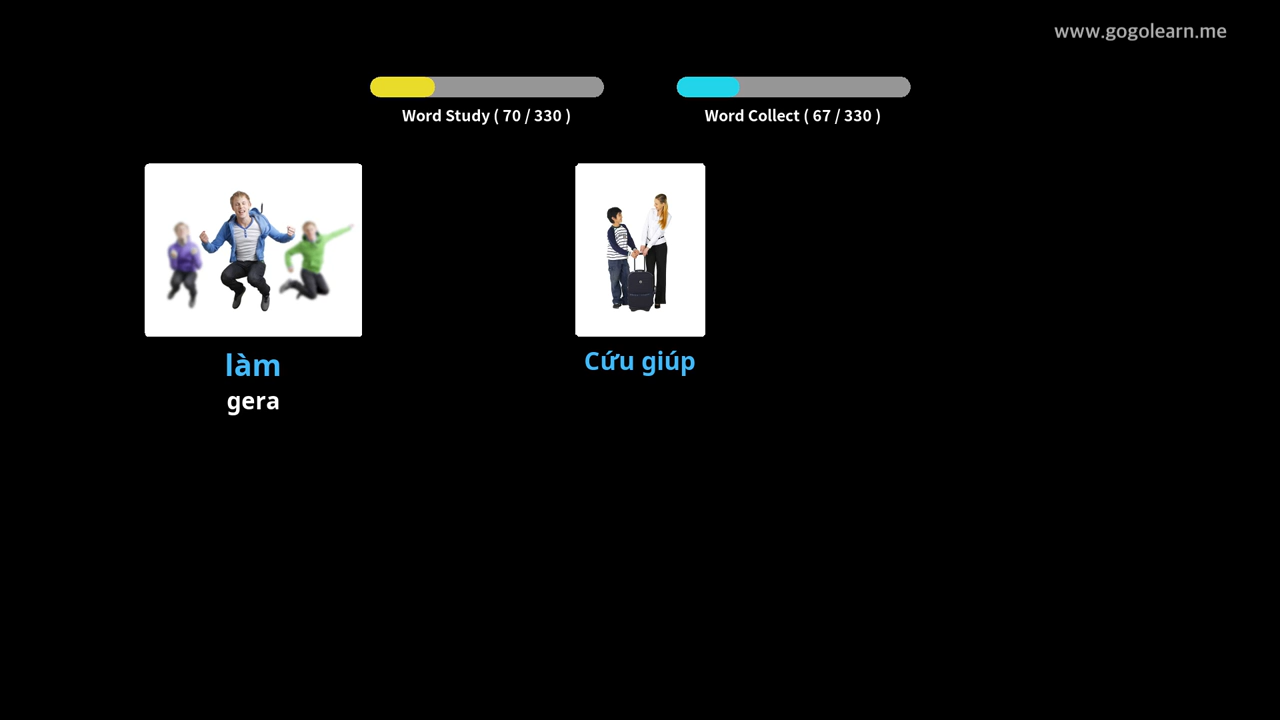 www.gogolearn.me
Word Study ( 70 / 330 )
Word Collect ( 67 / 330 )
làm
gera
Cứu giúp